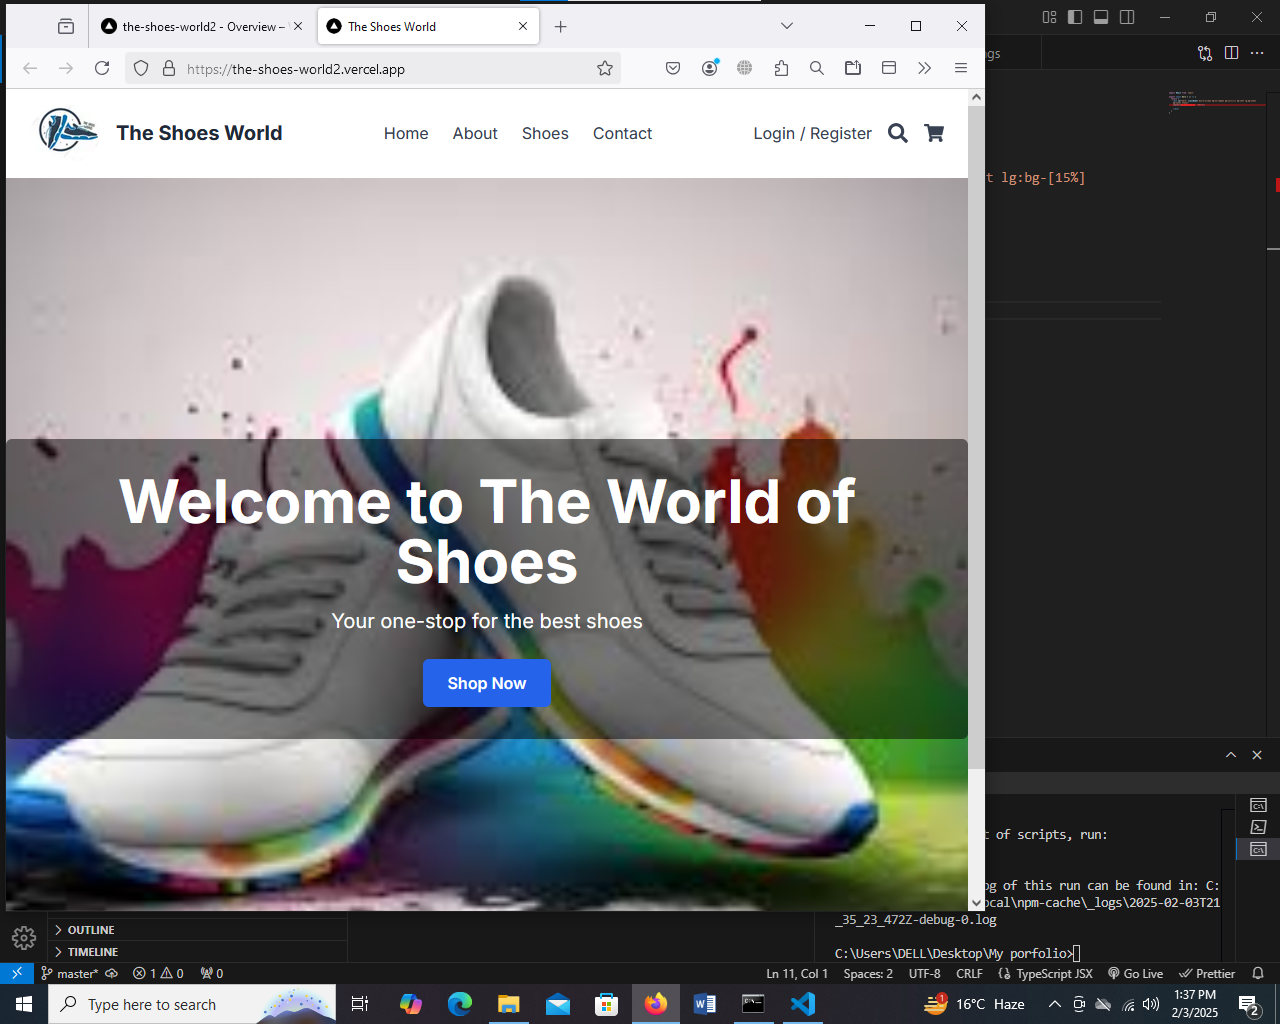 the-shoes-world2 - Overview –
The Shoes World
https://the-shoes-world2.vercel.app
The Shoes World
Home
About
Shoes
Contact
Login / Register
Welcome to The World of
Shoes
Your one-stop for the best shoes
Shop Now
gs
t lg:bg-[15%]
t of scripts, run:
og of this run can be found in: C:
ocal\npm-cache\_logs\2025-02-03T21
_35_23_472Z-debug-0.log
C:\Users\DELL\Desktop\My porfolio>
OUTLINE
TIMELINE
master*
1
0
0
Ln 11, Col 1
Spaces: 2
UTF-8
CRLF
TypeScript JSX
Go Live
Prettier
Type here to search
1
16°C Haze
1:37 PM
2/3/2025
2